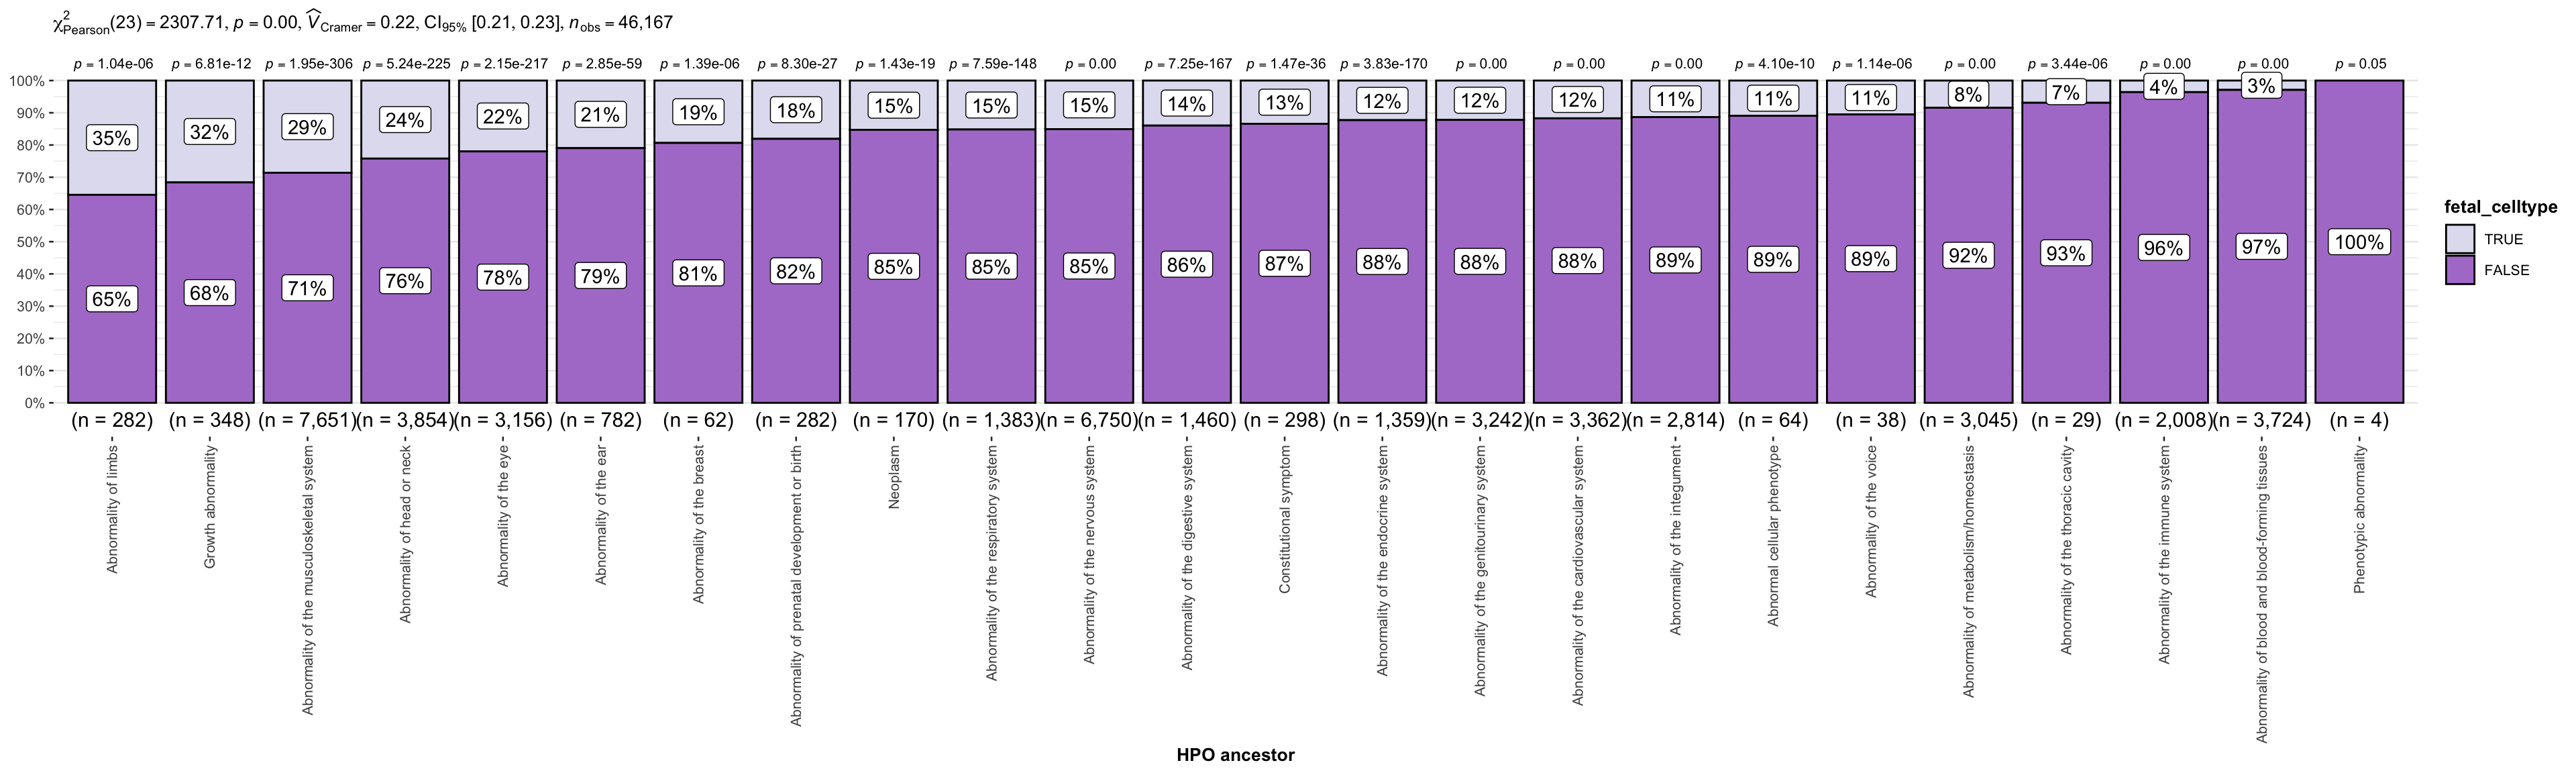 χ²Pearson(23) = 2307.71, p = 0.00, V̂Cramer = 0.22, CI95% [0.21, 0.23], nobs = 46,167
p = 1.04e-06 p = 6.81e-12 p = 1.95e-306 p = 5.24e-225 p = 2.15e-217 p = 2.85e-59 p = 1.39e-06 p = 8.30e-27 p = 1.43e-19 p = 7.59e-148 p = 0.00 p = 7.25e-167 p = 1.47e-36 p = 3.83e-170 p = 0.00 p = 0.00 p = 0.00 p = 4.10e-10 p = 1.14e-06 p = 0.00 p = 3.44e-06 p = 0.00 p = 0.00 p = 0.05
100%
90%
80%
70%
60%
50%
40%
30%
20%
10%
0%
35% 32% 29% 24% 22% 21% 19% 18% 15% 15% 15% 14% 13% 12% 12% 12% 11% 11% 11% 8% 7% 4% 3%
65% 68% 71% 76% 78% 79% 81% 82% 85% 85% 85% 86% 87% 88% 88% 88% 89% 89% 89% 92% 93% 96% 97% 100%
(n = 282) (n = 348) (n = 7,651) (n = 3,854) (n = 3,156) (n = 782) (n = 62) (n = 282) (n = 170) (n = 1,383) (n = 6,750) (n = 1,460) (n = 298) (n = 1,359) (n = 3,242) (n = 3,362) (n = 2,814) (n = 64) (n = 38) (n = 3,045) (n = 29) (n = 2,008) (n = 3,724) (n = 4)
Abnormality of limbs
Growth abnormality
Abnormality of the musculoskeletal system
Abnormality of head or neck
Abnormality of the eye
Abnormality of the ear
Abnormality of the breast
Abnormality of prenatal development or birth
Neoplasm
Abnormality of the respiratory system
Abnormality of the nervous system
Abnormality of the digestive system
Constitutional symptom
Abnormality of the endocrine system
Abnormality of the genitourinary system
Abnormality of the cardiovascular system
Abnormality of the integument
Abnormal cellular phenotype
Abnormality of the voice
Abnormality of metabolism/homeostasis
Abnormality of the thoracic cavity
Abnormality of the immune system
Abnormality of blood and blood-forming tissues
Phenotypic abnormality
HPO ancestor
fetal_celltype
TRUE
FALSE